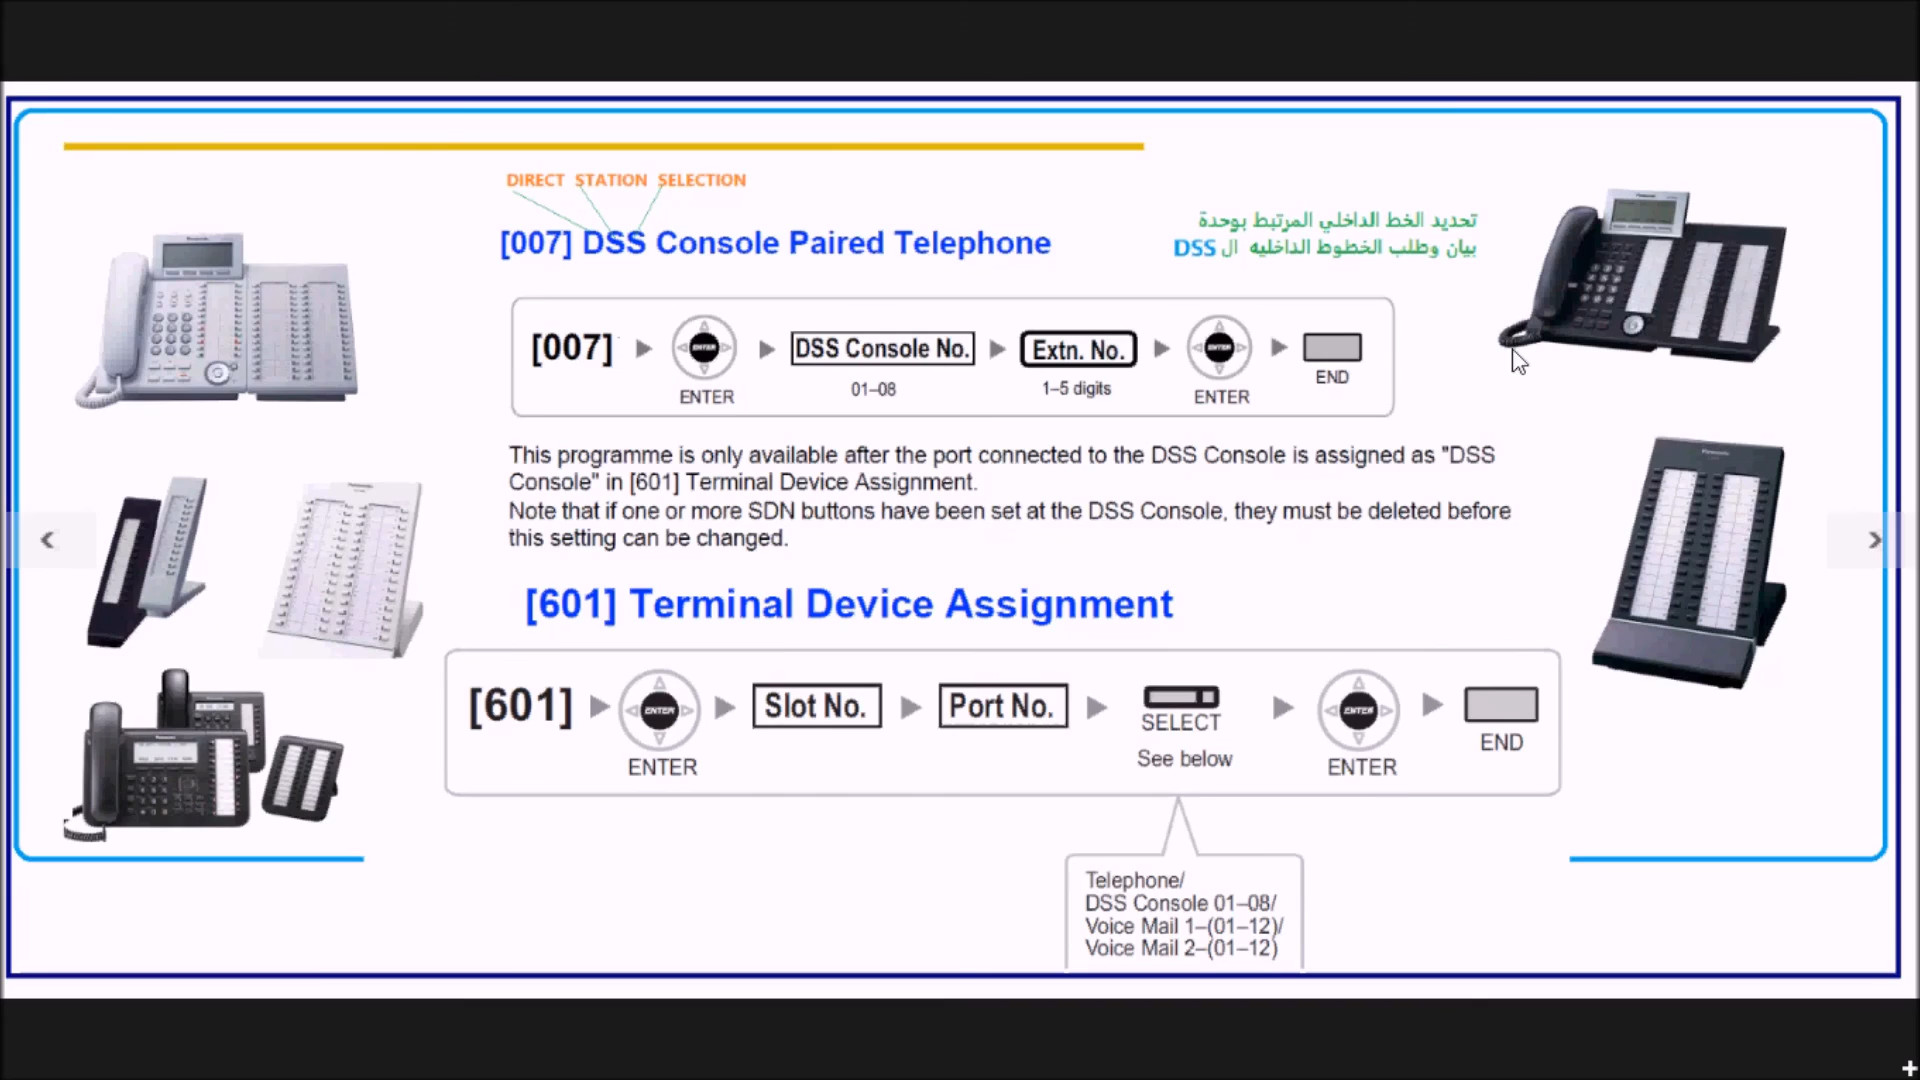 DIRECT STATION SELECTION
[007] DSS Console Paired Telephone
تحديد الخط الداخلي المرتبط بوحدة
بيان وطلب الخطوط الداخليه ال DSS
[007] ENTER DSS Console No. Extn. No. ENTER
01–08 1–5 digits END
ENTER ENTER
This programme is only available after the port connected to the DSS Console is assigned as "DSS
Console" in [601] Terminal Device Assignment.
Note that if one or more SDN buttons have been set at the DSS Console, they must be deleted before
this setting can be changed.
[601] Terminal Device Assignment
[601] ENTER Slot No. Port No. ENTER
SELECT
See below END
ENTER ENTER
Telephone/
DSS Console 01–08/
Voice Mail 1–(01–12)/
Voice Mail 2–(01–12)